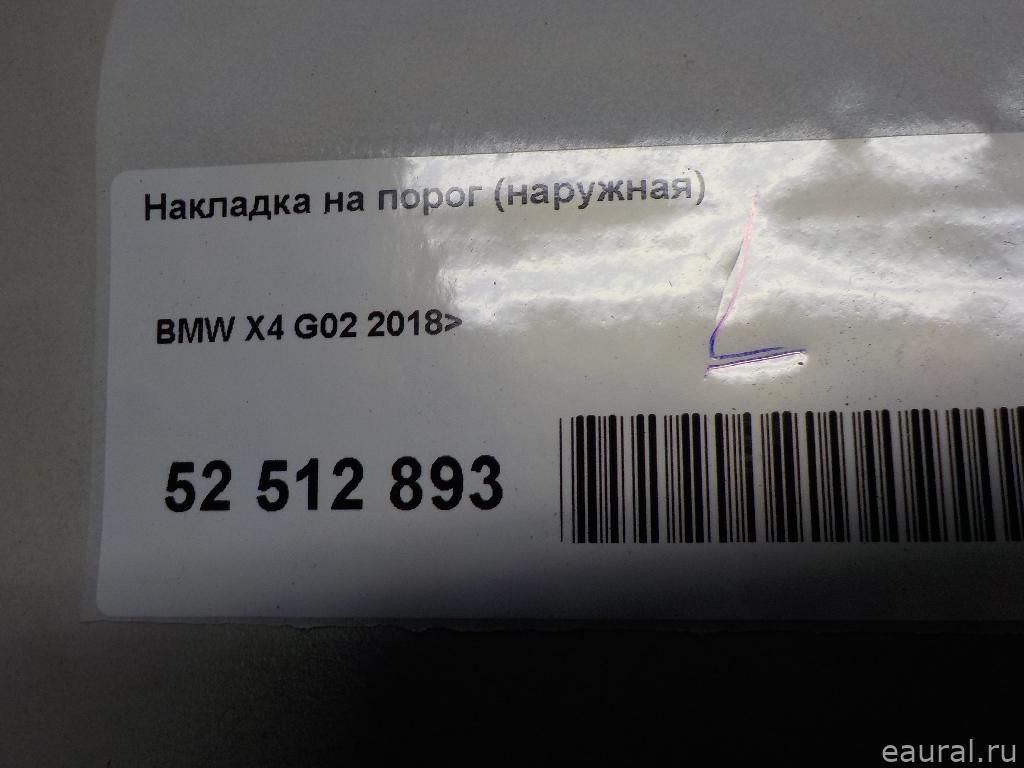 Накладка на порог (наружная)
L
BMW X4 G02 2018>
52 512 893
eaural.ru